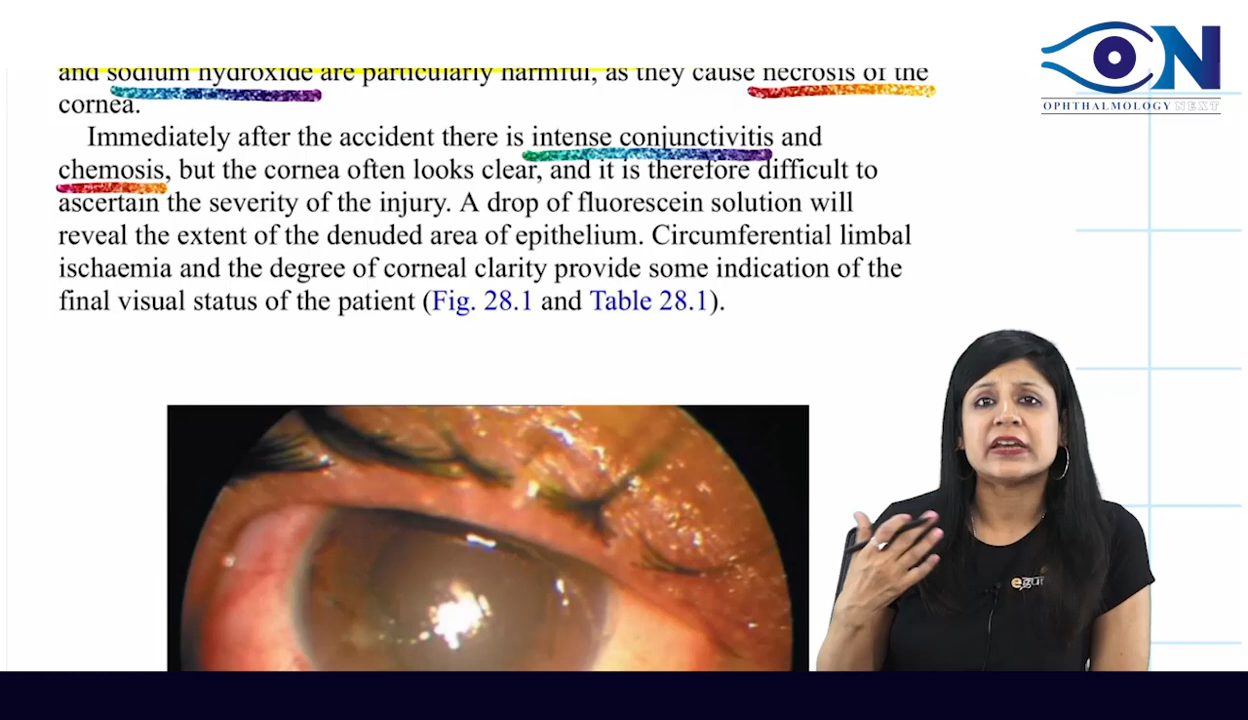 and sodium hydroxide are particularly harmful, as they cause necrosis of the
cornea.
Immediately after the accident there is intense conjunctivitis and
chemosis, but the cornea often looks clear, and it is therefore difficult to
ascertain the severity of the injury. A drop of fluorescein solution will
reveal the extent of the denuded area of epithelium. Circumferential limbal
ischaemia and the degree of corneal clarity provide some indication of the
final visual status of the patient (Fig. 28.1 and Table 28.1).
ON
OPHTHALMOLOGY NEXT